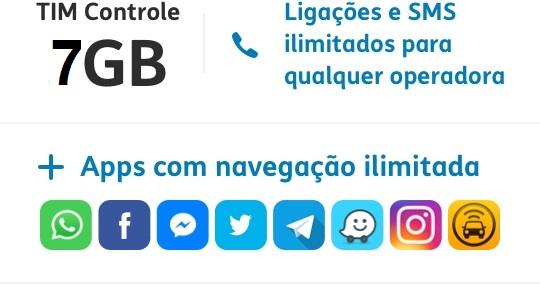 TIM Controle
7GB
Ligações e SMS
ilimitados para
qualquer operadora
+ Apps com navegação ilimitada
f